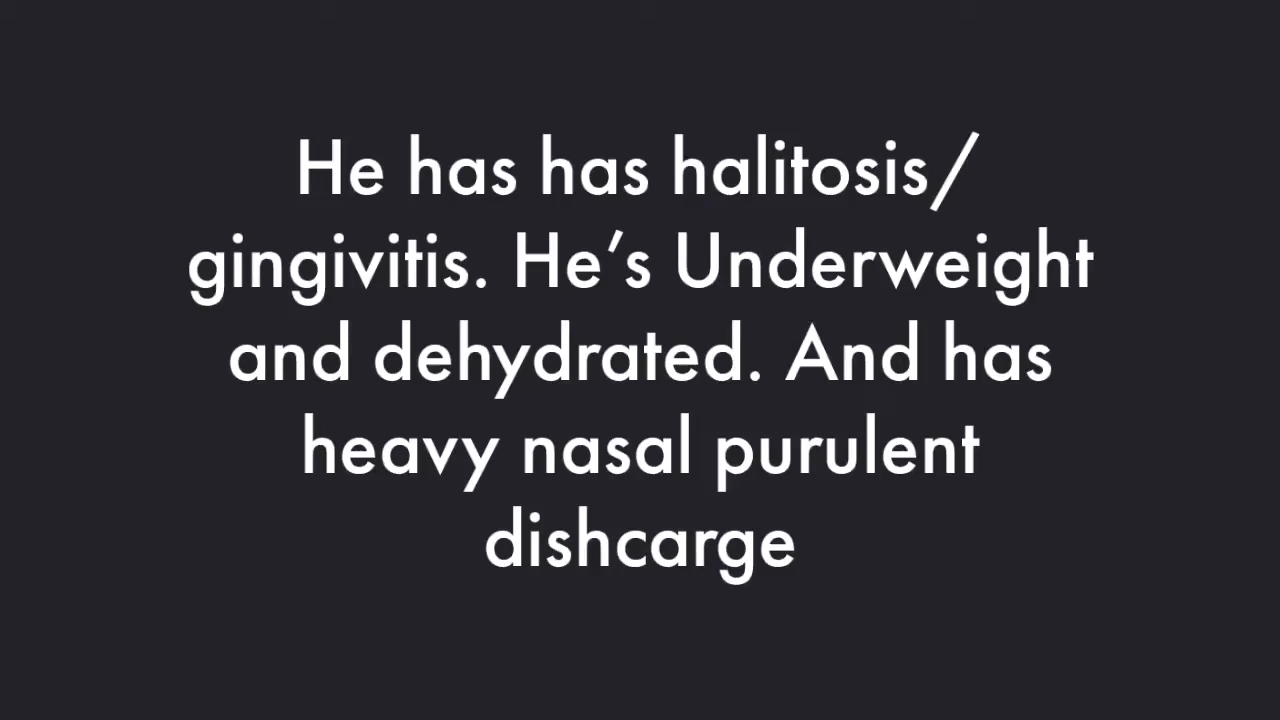 He has has halitosis/
gingivitis. He’s Underweight
and dehydrated. And has
heavy nasal purulent
dishcarge